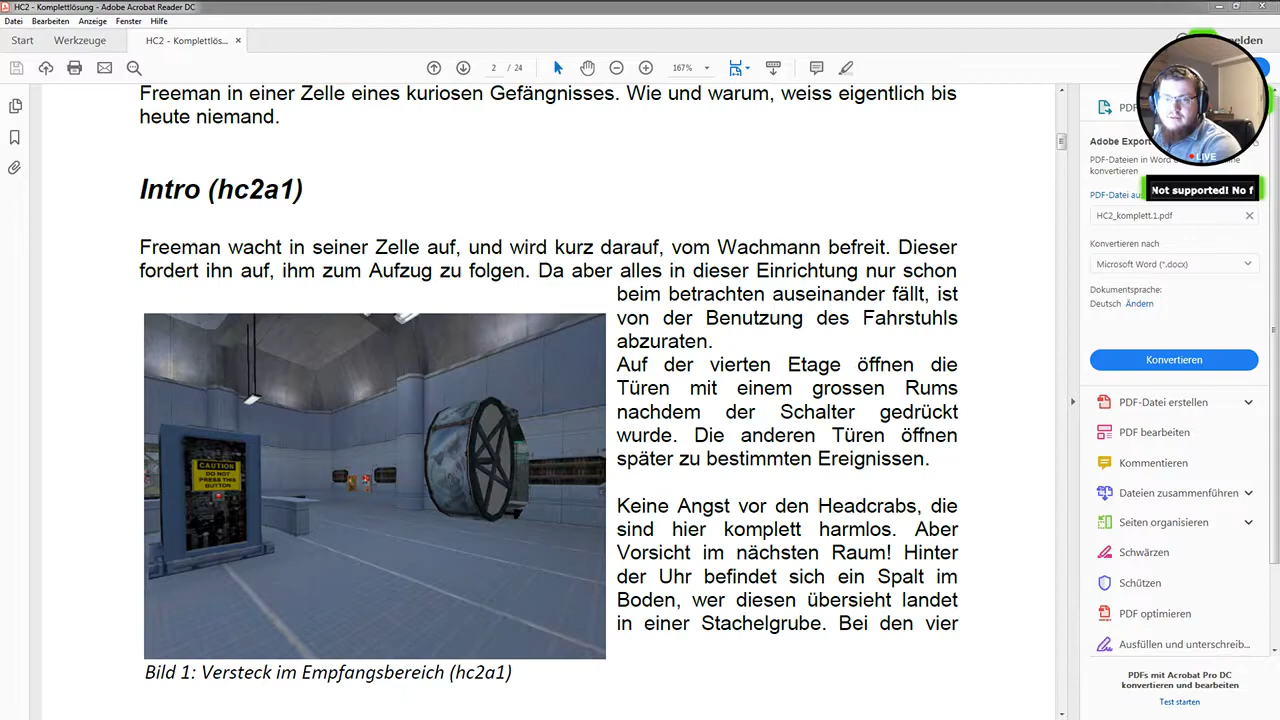 HC2 - Komplettlösung - Adobe Acrobat Reader DC
Datei Bearbeiten Anzeige Fenster Hilfe
Start Werkzeuge HC2 - Komplettlös... ×
2 / 24 167%
Freeman in einer Zelle eines kuriosen Gefängnisses. Wie und warum, weiss eigentlich bis
heute niemand.
Intro (hc2a1)
Freeman wacht in seiner Zelle auf, und wird kurz darauf, vom Wachmann befreit. Dieser
fordert ihn auf, ihm zum Aufzug zu folgen. Da aber alles in dieser Einrichtung nur schon
beim betrachten auseinander fällt, ist
von der Benutzung des Fahrstuhls
abzuraten.
Auf der vierten Etage öffnen die
Türen mit einem grossen Rums
nachdem der Schalter gedrückt
wurde. Die anderen Türen öffnen
später zu bestimmten Ereignissen.
Keine Angst vor den Headcrabs, die
sind hier komplett harmlos. Aber
Vorsicht im nächsten Raum! Hinter
der Uhr befindet sich ein Spalt im
Boden, wer diesen übersieht landet
in einer Stachelgrube. Bei den vier
CAUTION
DO NOT
PRESS THIS
BUTTON
Bild 1: Versteck im Empfangsbereich (hc2a1)
LIVE
Not supported! No f
Adobe Export
PDF-Dateien in Word
konvertieren
PDF-Datei aus
HC2_komplett.1.pdf
Konvertieren nach
Microsoft Word (*.docx)
Dokumentsprache:
Deutsch Ändern
Konvertieren
PDF-Datei erstellen
PDF bearbeiten
Kommentieren
Dateien zusammenführen
Seiten organisieren
Schwärzen
Schützen
PDF optimieren
Ausfüllen und unterschreib...
PDFs mit Acrobat Pro DC
konvertieren und bearbeiten
Test starten